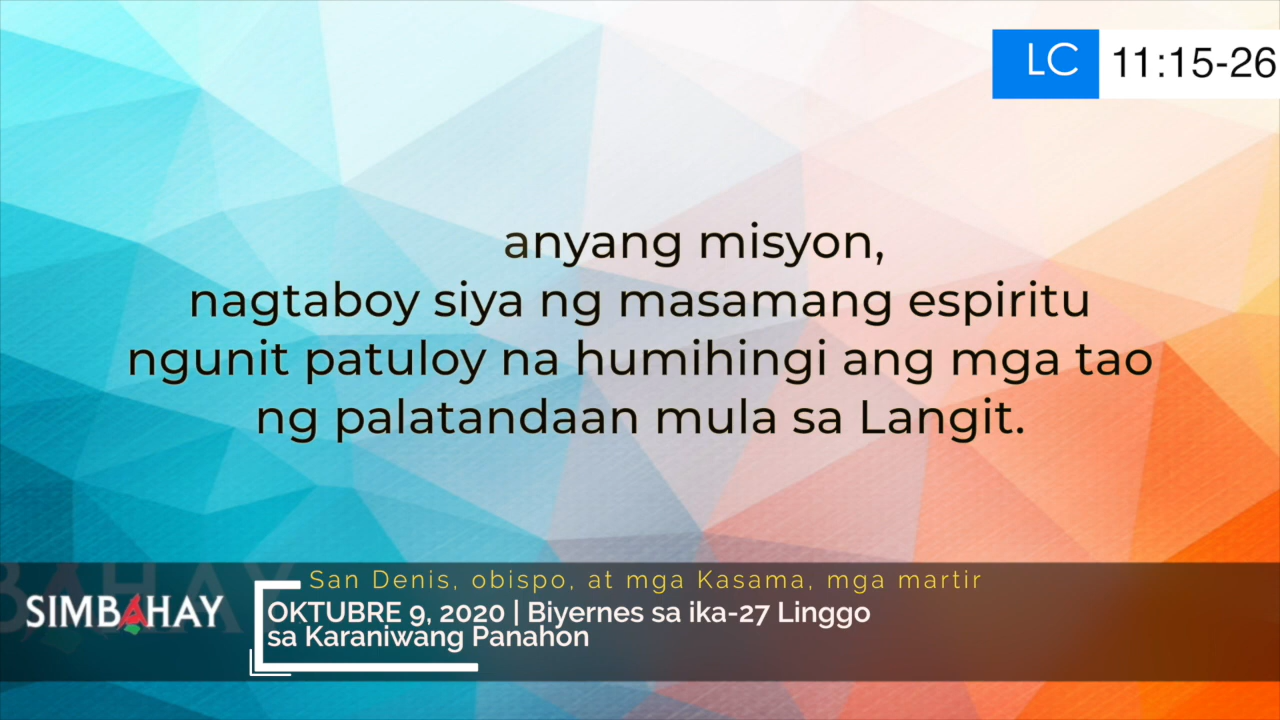 LC 11:15-26
anyang misyon,
nagtaboy siya ng masamang espiritu
ngunit patuloy na humihingi ang mga tao
ng palatandaan mula sa Langit.
San Denis, obispo, at mga Kasama, mga martir
SIMBAHAY
OKTUBRE 9, 2020 | Biyernes sa ika-27 Linggo
sa Karaniwang Panahon